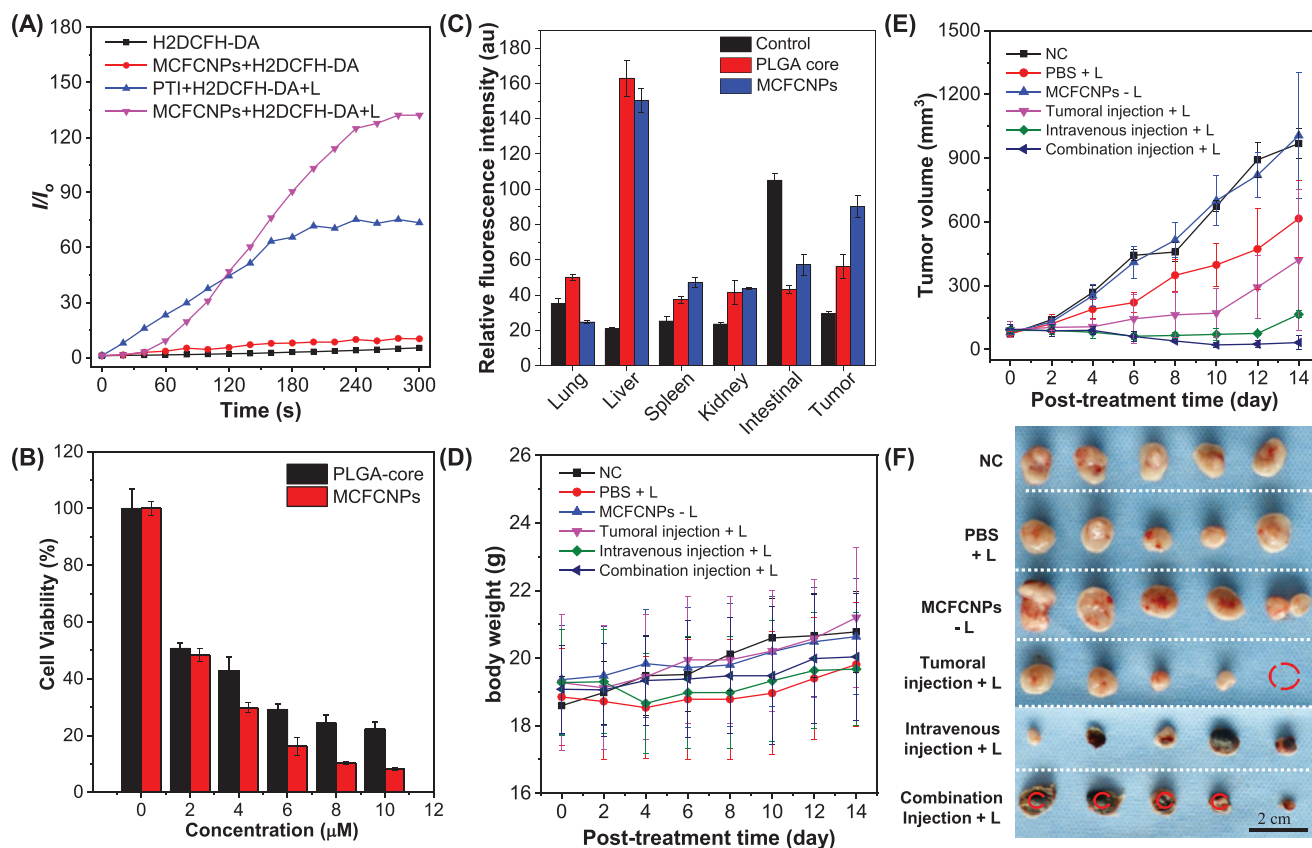 (A)
180
150
120
90
60
30
0
I/Io
H2DCFH-DA
MCFCNPs+H2DCFH-DA
PTI+H2DCFH-DA+L
MCFCNPs+H2DCFH-DA+L
0 60 120 180 240 300
Time (s)
(B)
120
100
80
60
40
20
0
Cell Viability (%)
PLGA-core
MCFCNPs
0 2 4 6 8 10 12
Concentration (μM)
(C)
180
160
140
120
100
80
60
40
20
0
Relative fluorescence intensity (au)
Control
PLGA core
MCFCNPs
Lung Liver Spleen Kidney Intestinal Tumor
(D)
26
24
22
20
18
16
body weight (g)
NC
PBS + L
MCFCNPs - L
Tumoral injection + L
Intravenous injection + L
Combination injection + L
0 2 4 6 8 10 12 14
Post-treatment time (day)
(E)
1500
1200
900
600
300
0
Tumor volume (mm³)
NC
PBS + L
MCFCNPs - L
Tumoral injection + L
Intravenous injection + L
Combination injection + L
0 2 4 6 8 10 12 14
Post-treatment time (day)
(F)
NC
PBS
+ L
MCFCNPs
- L
Tumoral
injection + L
Intravenous
injection + L
Combination
Injection + L
2 cm